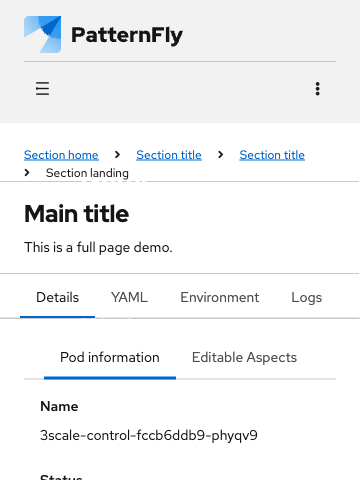 PatternFly
Section home > Section title > Section title
> Section landing
Main title
This is a full page demo.
Details YAML Environment Logs
Pod information Editable Aspects
Name
3scale-control-fccb6ddb9-phyqv9
Status